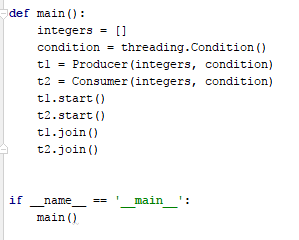 def main():
    integers = []
    condition = threading.Condition()
    t1 = Producer(integers, condition)
    t2 = Consumer(integers, condition)
    t1.start()
    t2.start()
    t1.join()
    t2.join()

if __name__ == '__main__':
    main()